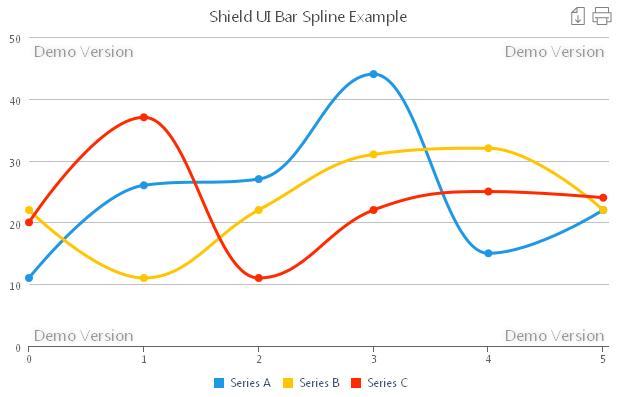 Shield UI Bar Spline Example
50
Demo Version Demo Version
40
30
20
10
Demo Version Demo Version
0
0 1 2 3 4 5
Series A Series B Series C